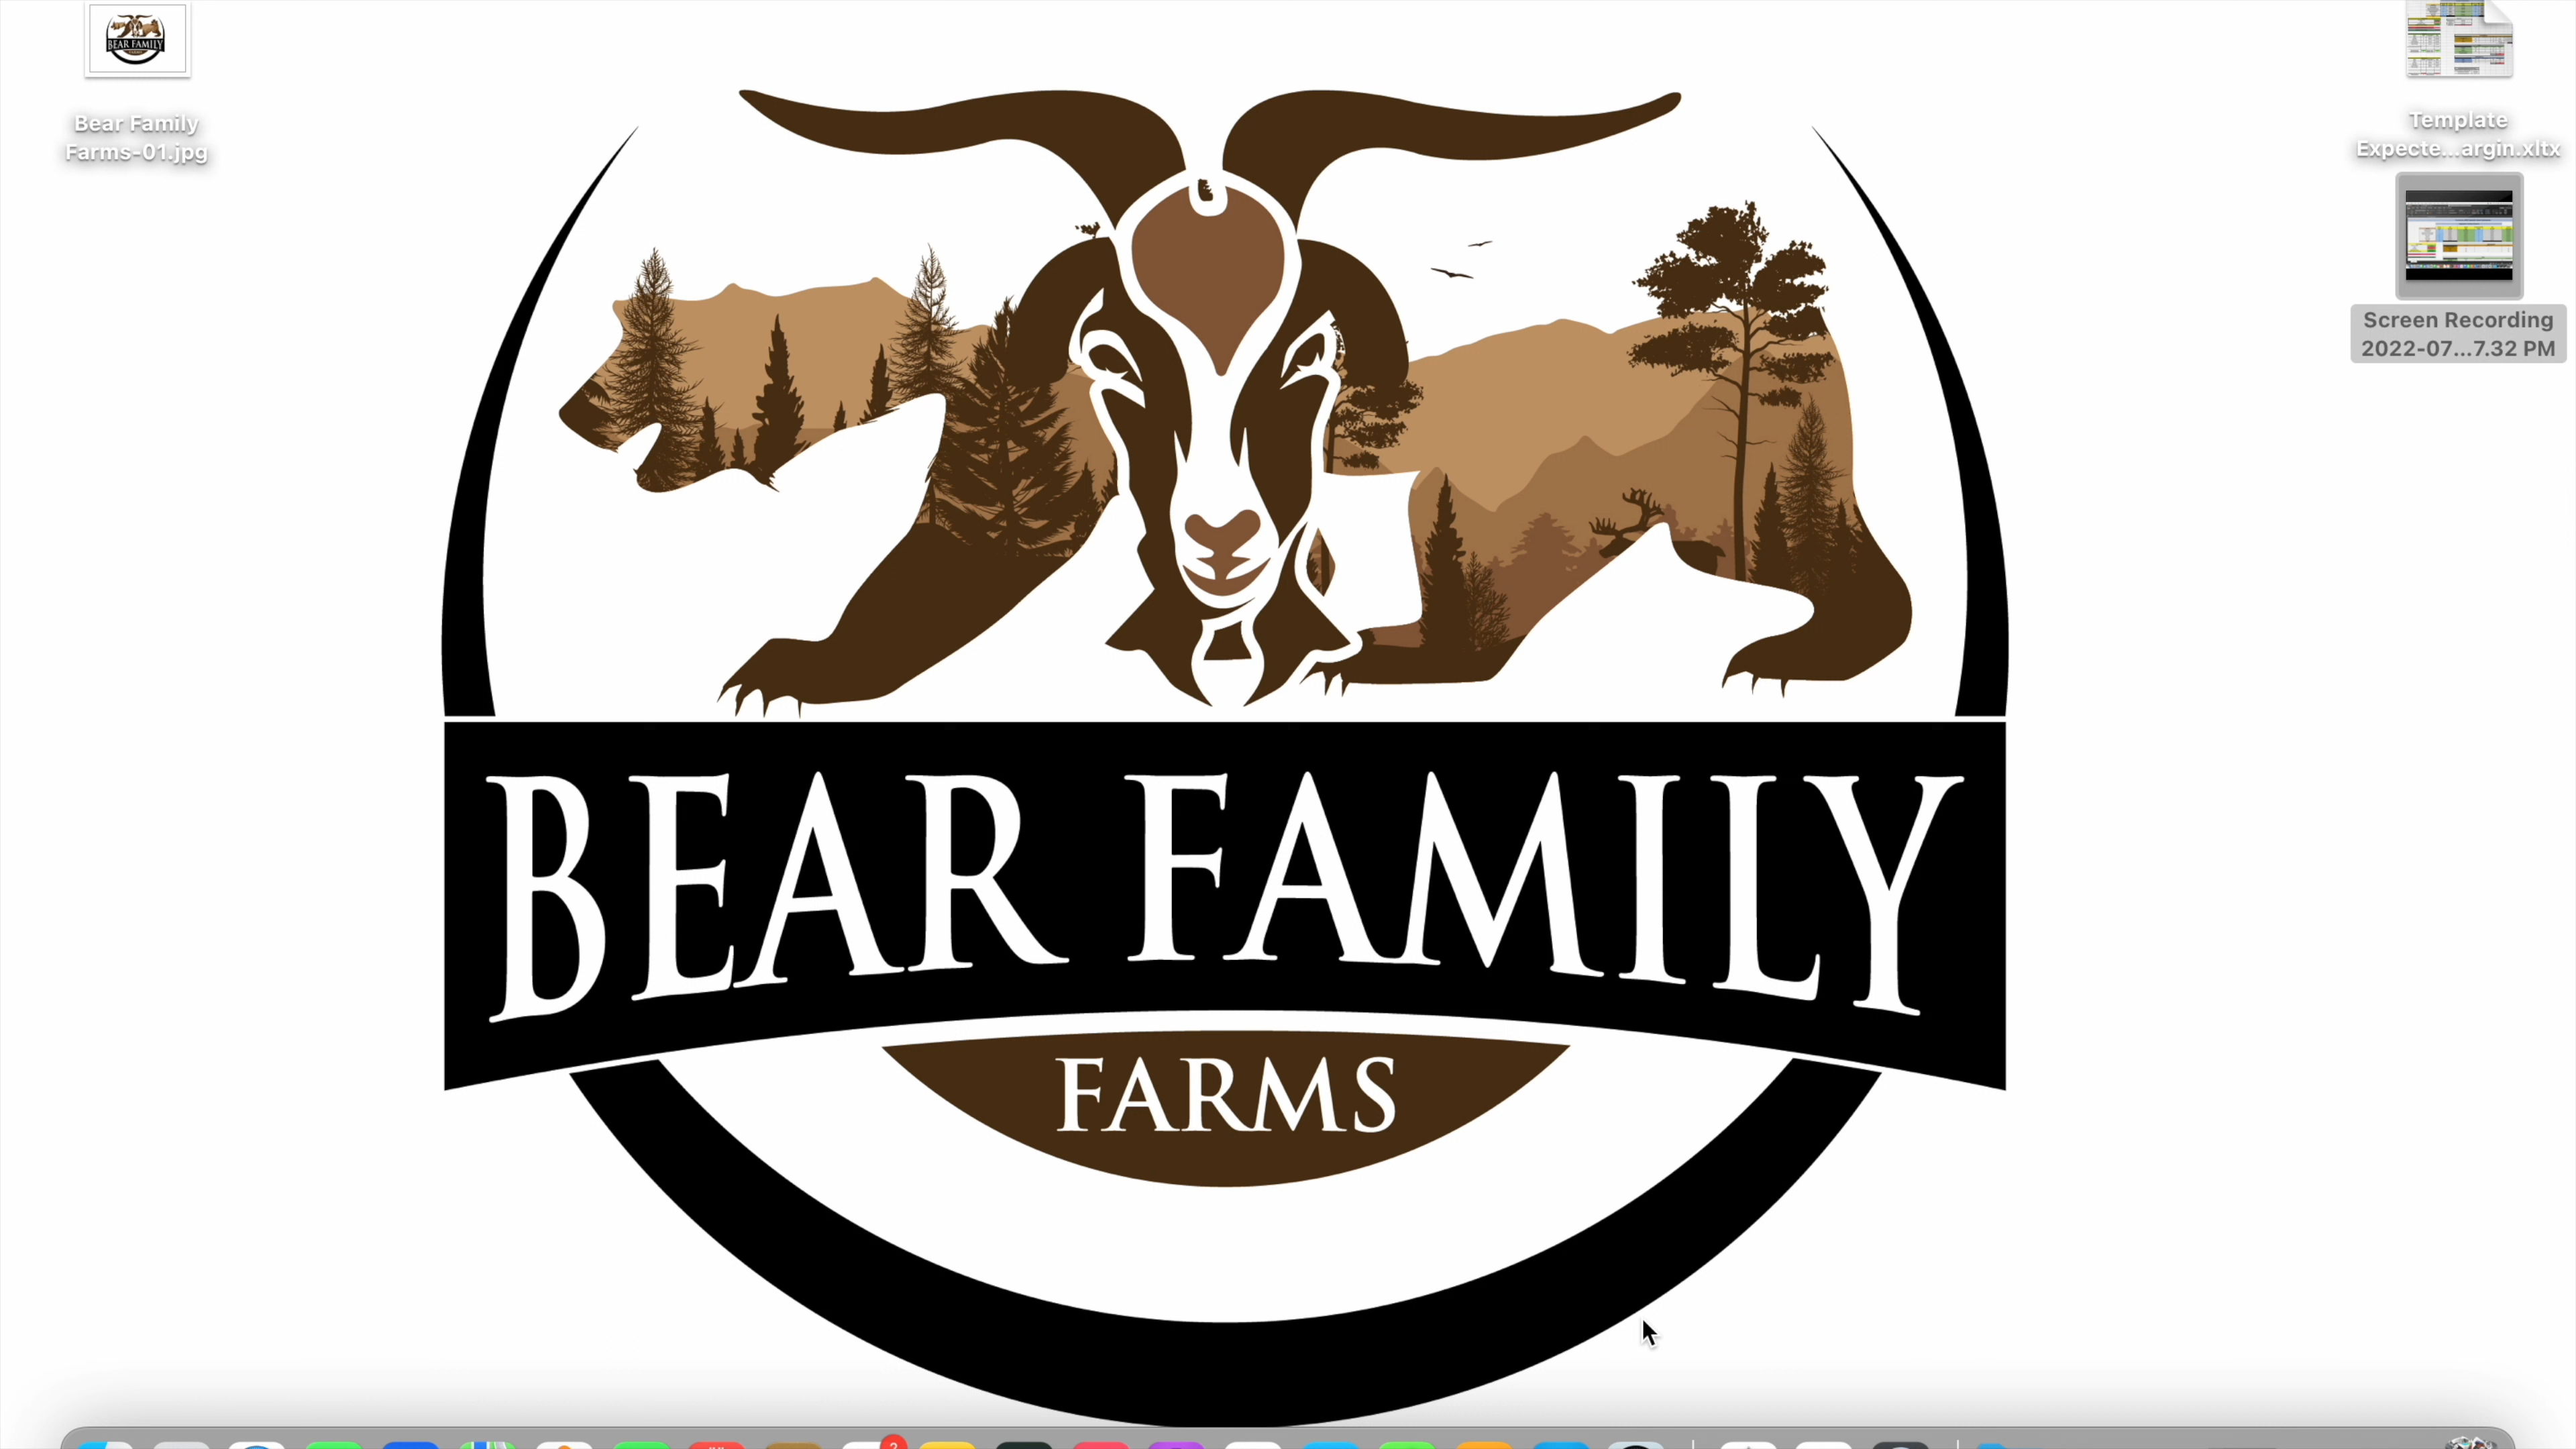 Bear Family
Farms-01.jpg
Template
Expecte...argin.xltx
Screen Recording
2022-07...7.32 PM
BEAR FAMILY
FARMS
2